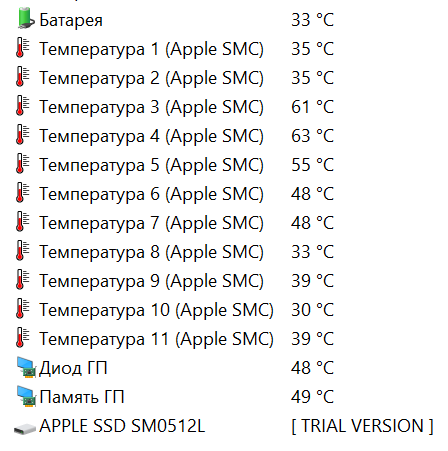 Батарея 33 °C
Температура 1 (Apple SMC) 35 °C
Температура 2 (Apple SMC) 35 °C
Температура 3 (Apple SMC) 61 °C
Температура 4 (Apple SMC) 63 °C
Температура 5 (Apple SMC) 55 °C
Температура 6 (Apple SMC) 48 °C
Температура 7 (Apple SMC) 48 °C
Температура 8 (Apple SMC) 33 °C
Температура 9 (Apple SMC) 39 °C
Температура 10 (Apple SMC) 30 °C
Температура 11 (Apple SMC) 39 °C
Диод ГП 48 °C
Память ГП 49 °C
APPLE SSD SM0512L [ TRIAL VERSION ]